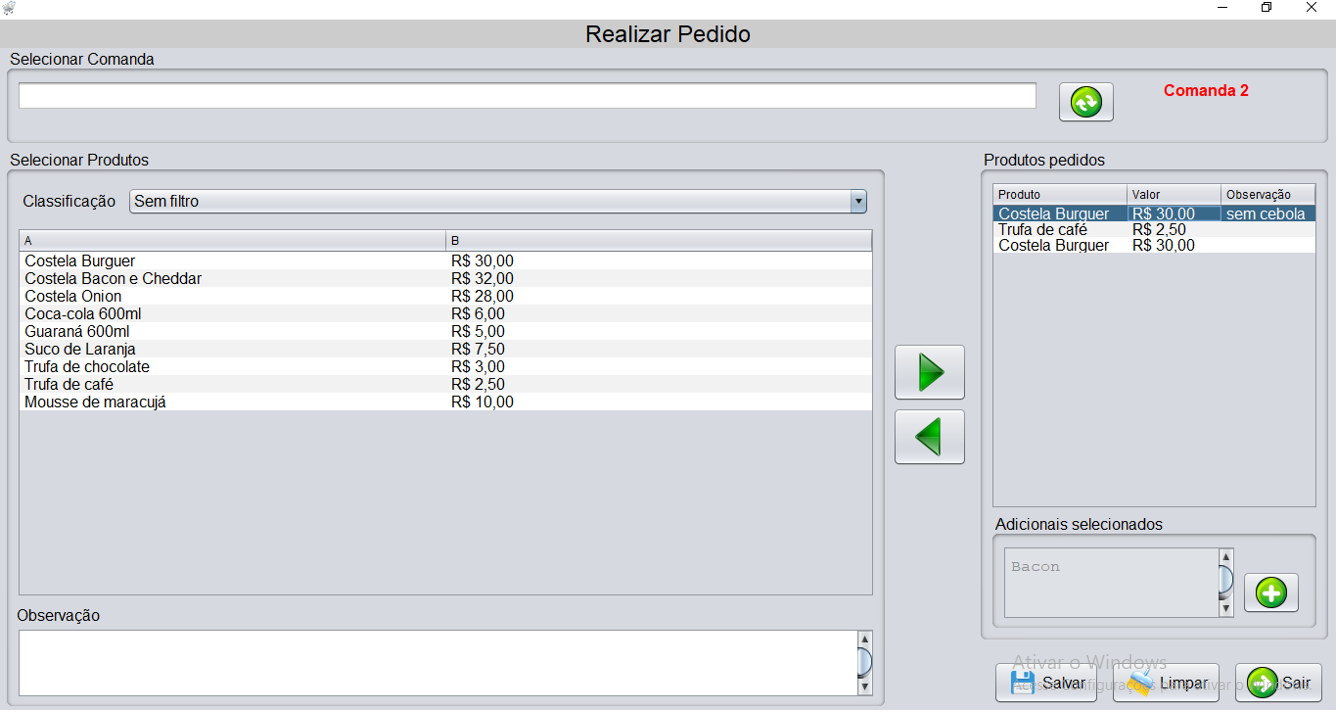 Realizar Pedido
Selecionar Comanda
Comanda 2
Selecionar Produtos
Classificação Sem filtro
A B
Costela Burguer R$ 30,00
Costela Bacon e Cheddar R$ 32,00
Costela Onion R$ 28,00
Coca-cola 600ml R$ 6,00
Guaraná 600ml R$ 5,00
Suco de Laranja R$ 7,50
Trufa de chocolate R$ 3,00
Trufa de café R$ 2,50
Mousse de maracujá R$ 10,00
Observação
Produtos pedidos
Produto Valor Observação
Costela Burguer R$ 30,00 sem cebola
Trufa de café R$ 2,50
Costela Burguer R$ 30,00
Adicionais selecionados
Bacon
Ativar o Windows
Salvar Limpar Sair